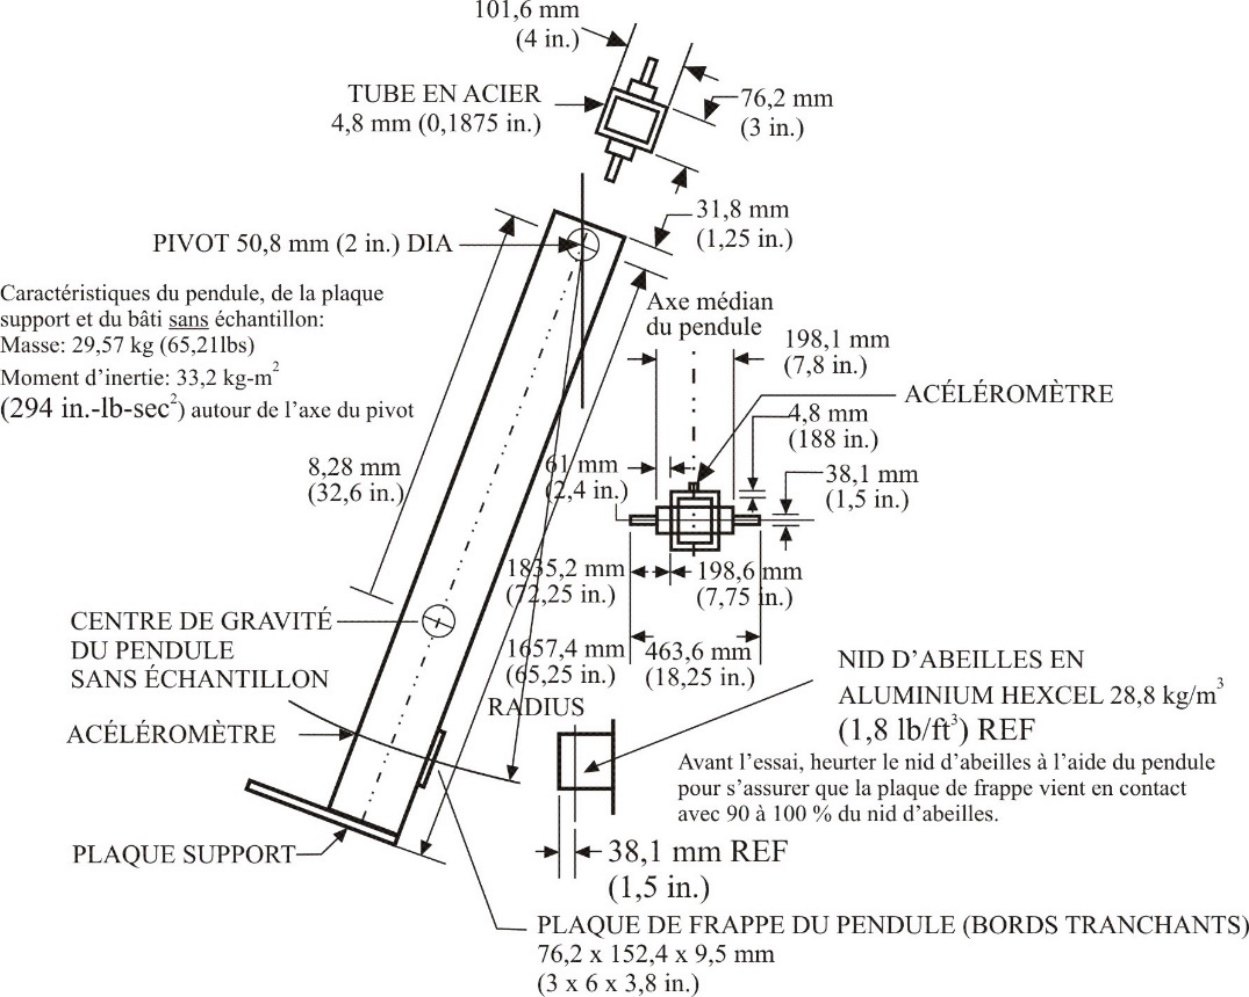 101,6 mm
(4 in.)
TUBE EN ACIER
4,8 mm (0,1875 in.)
76,2 mm
(3 in.)
31,8 mm
(1,25 in.)
PIVOT 50,8 mm (2 in.) DIA
Caractéristiques du pendule, de la plaque
support et du bâti sans échantillon:
Masse: 29,57 kg (65,21lbs)
Moment d’inertie: 33,2 kg-m²
(294 in.-lb-sec²) autour de l’axe du pivot
Axe médian
du pendule
198,1 mm
(7,8 in.)
ACÉLÉROMÈTRE
4,8 mm
(188 in.)
8,28 mm
(32,6 in.)
61 mm
(2,4 in.)
38,1 mm
(1,5 in.)
1835,2 mm
(72,25 in.)
198,6 mm
(7,75 in.)
CENTRE DE GRAVITÉ
DU PENDULE
SANS ÉCHANTILLON
1657,4 mm
(65,25 in.)
RADIUS
463,6 mm
(18,25 in.)
NID D’ABEILLES EN
ALUMINIUM HEXCEL 28,8 kg/m³
(1,8 lb/ft³) REF
ACÉLÉROMÈTRE
Avant l’essai, heurter le nid d’abeilles à l’aide du pendule
pour s’assurer que la plaque de frappe vient en contact
avec 90 à 100 % du nid d’abeilles.
PLAQUE SUPPORT
38,1 mm REF
(1,5 in.)
PLAQUE DE FRAPPE DU PENDULE (BORDS TRANCHANTS)
76,2 x 152,4 x 9,5 mm
(3 x 6 x 3,8 in.)